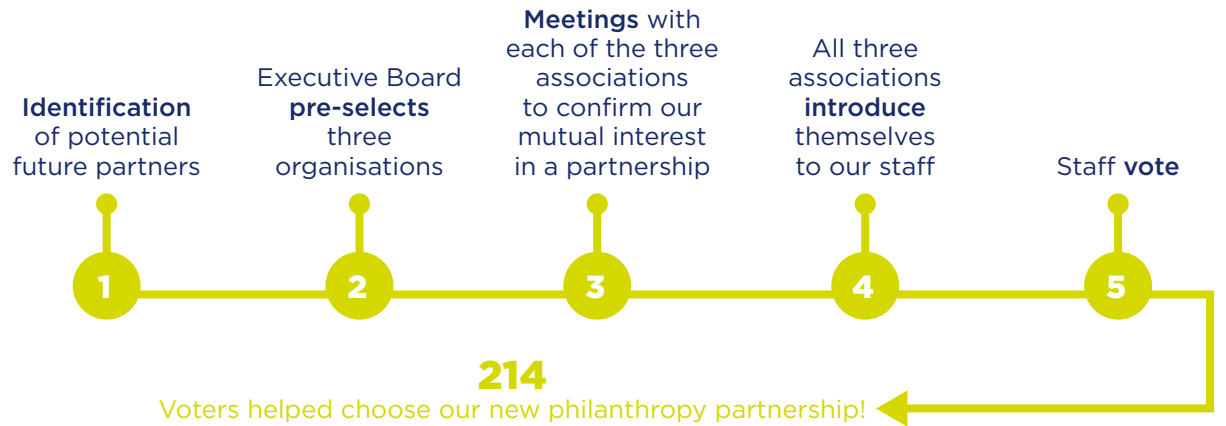 Identification
of potential
future partners
Executive Board
pre-selects
three
organisations
Meetings with
each of the three
associations
to confirm our
mutual interest
in a partnership
All three
associations
introduce
themselves
to our staff
Staff vote
1
2
3
4
5
214
Voters helped choose our new philanthropy partnership!